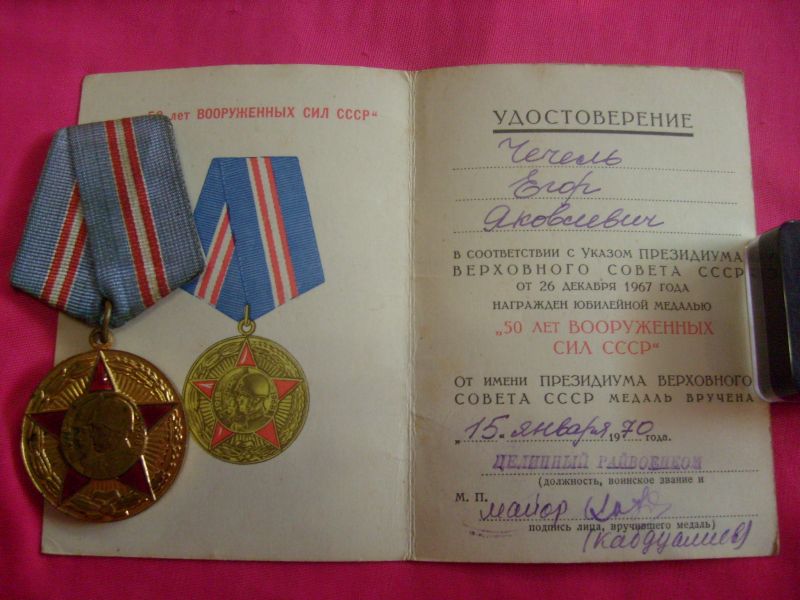 „50 лет ВООРУЖЕННЫХ СИЛ СССР“
УДОСТОВЕРЕНИЕ
Чечель
Егор
Яковлевич
В СООТВЕТСТВИИ С УКАЗОМ ПРЕЗИДИУМА
ВЕРХОВНОГО СОВЕТА СССР
ОТ 26 ДЕКАБРЯ 1967 ГОДА
НАГРАЖДЕН ЮБИЛЕЙНОЙ МЕДАЛЬЮ
„50 ЛЕТ ВООРУЖЕННЫХ
СИЛ СССР“
ОТ ИМЕНИ ПРЕЗИДИУМА ВЕРХОВНОГО
СОВЕТА СССР МЕДАЛЬ ВРУЧЕНА
„15“ января 1970 года.
ЦЕЛИННЫЙ РАЙВОЕНКОМ
(должность, воинское звание и
М. П.
майор
подпись лица, вручившего медаль)
(Кабдуалиев)